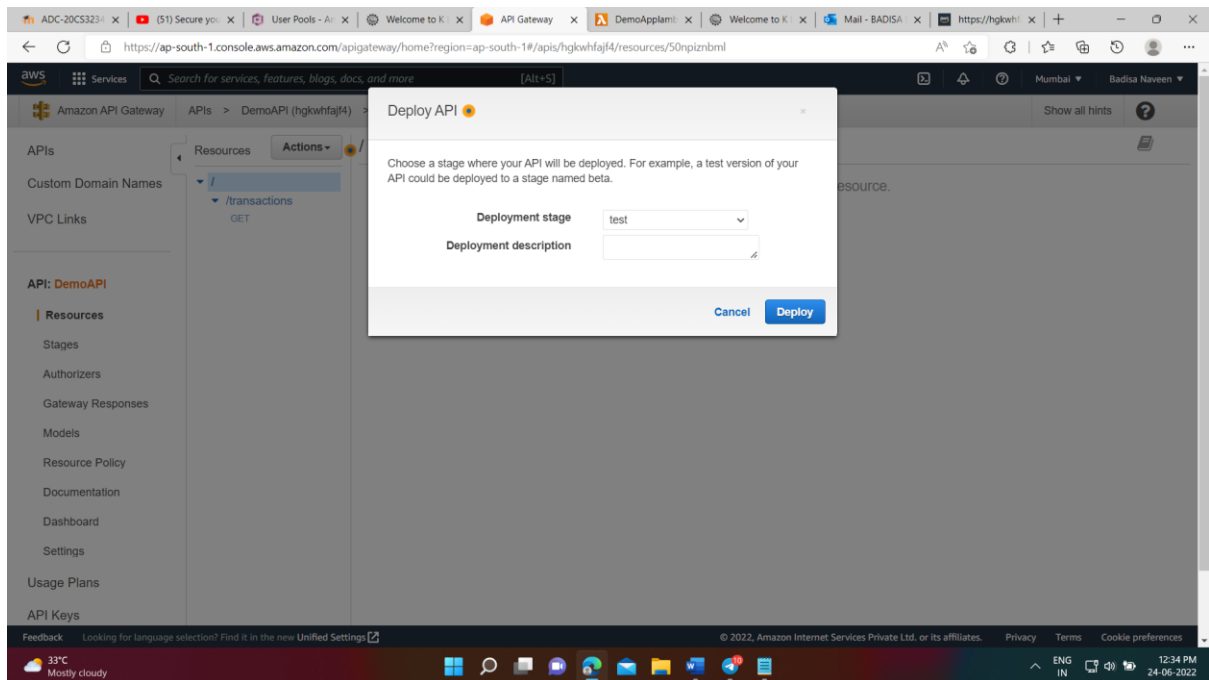 ADC-20CS3234
(51) Secure you
User Pools - A
Welcome to K
API Gateway
DemoApplamb
Welcome to K
Mail - BADISA
https://hgkwh
https://ap-south-1.console.aws.amazon.com/apigateway/home?region=ap-south-1#/apis/hgkwhfajf4/resources/50npiznbml
aws
Services
Search for services, features, blogs, docs, and more
[Alt+S]
Mumbai
Badisa Naveen
Amazon API Gateway
APIs > DemoAPI (hgkwhfajf4) >
Show all hints
Deploy API
Choose a stage where your API will be deployed. For example, a test version of your
API could be deployed to a stage named beta.
Deployment stage
test
Deployment description
Cancel
Deploy
APIs
Custom Domain Names
VPC Links
API: DemoAPI
Resources
Stages
Authorizers
Gateway Responses
Models
Resource Policy
Documentation
Dashboard
Settings
Usage Plans
API Keys
Resources
Actions
/
/
/transactions
GET
esource.
Feedback
Looking for language selection? Find it in the new Unified Settings
© 2022, Amazon Internet Services Private Ltd. or its affiliates.
Privacy
Terms
Cookie preferences
33°C
Mostly cloudy
ENG
IN
12:34 PM
24-06-2022